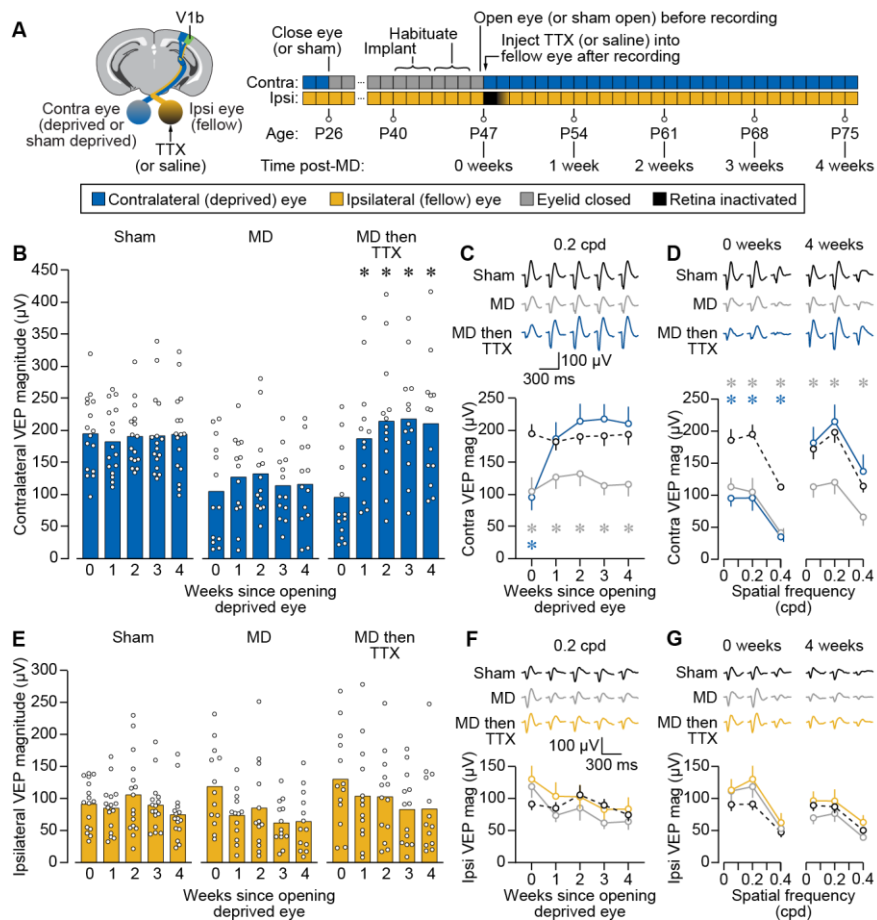 A
V1b
Contra eye
(deprived or
sham deprived)
Ipsi eye
(fellow)
TTX
(or saline)
Close eye
(or sham)
Implant
Habituate
Open eye (or sham open) before recording
Inject TTX (or saline) into
fellow eye after recording
Contra:
...
Ipsi:
...
Age: P26 P40 P47 P54 P61 P68 P75
Time post-MD: 0 weeks 1 week 2 weeks 3 weeks 4 weeks
Contralateral (deprived) eye Ipsilateral (fellow) eye Eyelid closed Retina inactivated
B
Sham MD MD then
TTX
* * * *
Contralateral VEP magnitude (µV)
450
400
350
300
250
200
150
100
50
0
0 1 2 3 4 0 1 2 3 4 0 1 2 3 4
Weeks since opening
deprived eye
Weeks since opening
deprived eye
C
0.2 cpd
Sham
MD
MD then
TTX
100 µV
300 ms
Contra VEP mag (µV)
250
200
150
100
50
0
* * * * *
*
0 1 2 3 4
Weeks since opening
deprived eye
D
0 weeks 4 weeks
Sham
MD
MD then
TTX
* * * * * *
* * *
Contra VEP mag (µV)
250
200
150
100
50
0
0 0.2 0.4 0 0.2 0.4
Spatial frequency
(cpd)
E
Sham MD MD then
TTX
Ipsilateral VEP magnitude (µV)
300
250
200
150
100
50
0
0 1 2 3 4 0 1 2 3 4 0 1 2 3 4
Weeks since opening
deprived eye
Weeks since opening
deprived eye
F
0.2 cpd
Sham
MD
MD then
TTX
100 µV
300 ms
Ipsi VEP mag (µV)
150
100
50
0
0 1 2 3 4
Weeks since opening
deprived eye
G
0 weeks 4 weeks
Sham
MD
MD then
TTX
Ipsi VEP mag (µV)
150
100
50
0
0 0.2 0.4 0 0.2 0.4
Spatial frequency
(cpd)